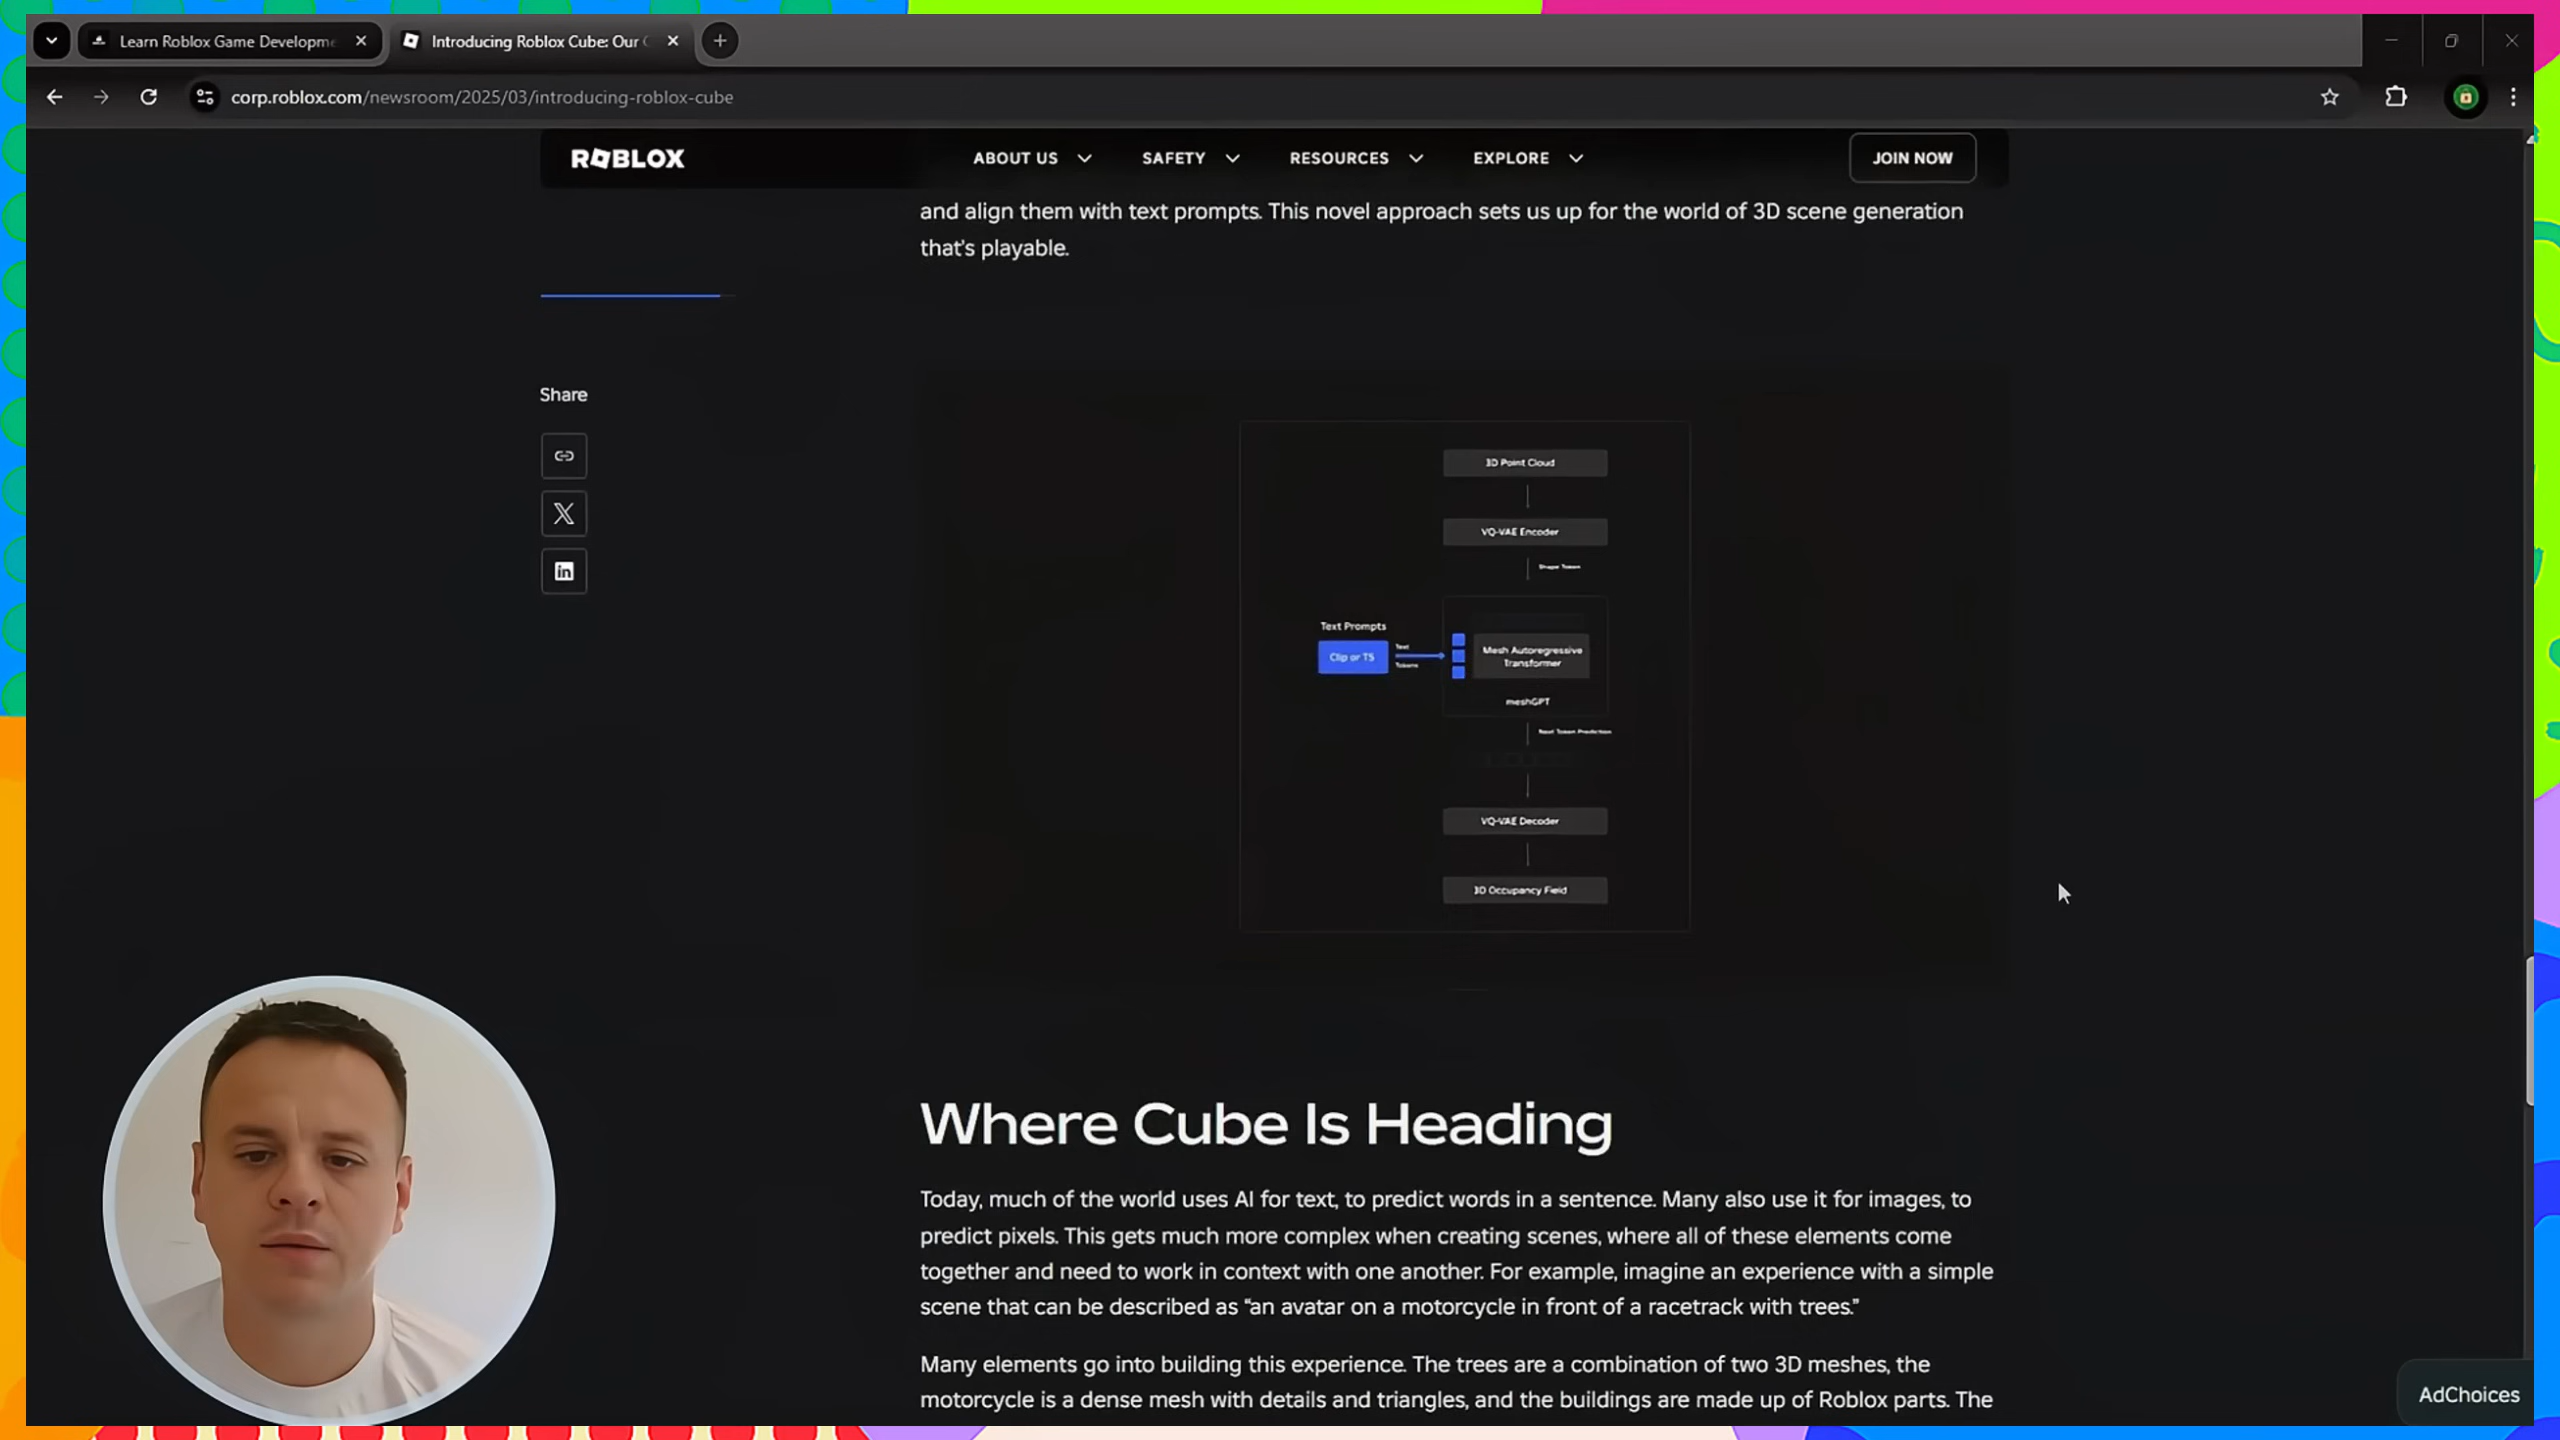 Learn Roblox Game Developme
Introducing Roblox Cube: Our
corp.roblox.com/newsroom/2025/03/introducing-roblox-cube
ROBLOX
ABOUT US
SAFETY
RESOURCES
EXPLORE
JOIN NOW
and align them with text prompts. This novel approach sets us up for the world of 3D scene generation
that's playable.
Share
3D Point Cloud
VQ-VAE Encoder
Shape Token
Text Prompts
Clip or T5
Text
Tokens
Mesh Autoregressive
Transformer
meshGPT
Next Token Prediction
VQ-VAE Decoder
3D Occupancy Field
Where Cube Is Heading
Today, much of the world uses AI for text, to predict words in a sentence. Many also use it for images, to
predict pixels. This gets much more complex when creating scenes, where all of these elements come
together and need to work in context with one another. For example, imagine an experience with a simple
scene that can be described as “an avatar on a motorcycle in front of a racetrack with trees.”
Many elements go into building this experience. The trees are a combination of two 3D meshes, the
motorcycle is a dense mesh with details and triangles, and the buildings are made up of Roblox parts. The
AdChoices